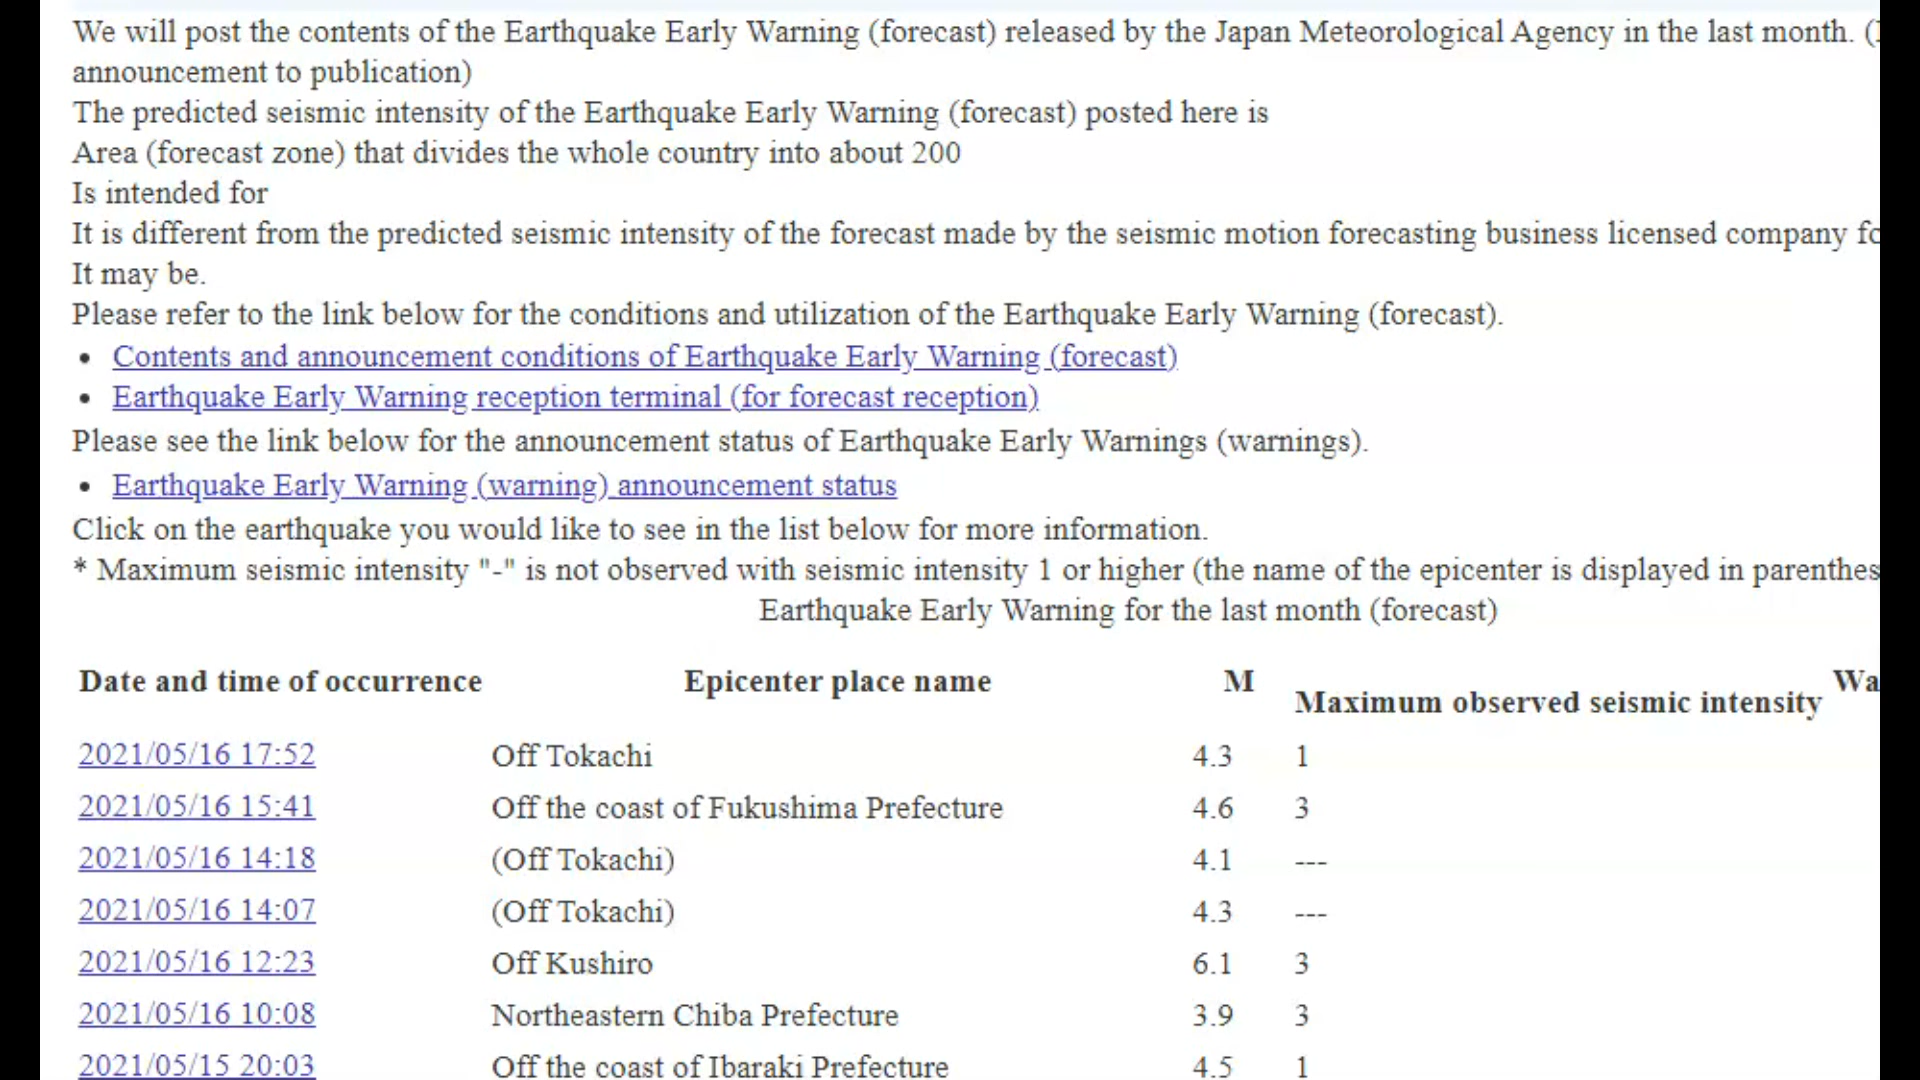 We will post the contents of the Earthquake Early Warning (forecast) released by the Japan Meteorological Agency in the last month. (
announcement to publication)
The predicted seismic intensity of the Earthquake Early Warning (forecast) posted here is
Area (forecast zone) that divides the whole country into about 200
Is intended for
It is different from the predicted seismic intensity of the forecast made by the seismic motion forecasting business licensed company
It may be.
Please refer to the link below for the conditions and utilization of the Earthquake Early Warning (forecast).
• Contents and announcement conditions of Earthquake Early Warning (forecast)
• Earthquake Early Warning reception terminal (for forecast reception)
Please see the link below for the announcement status of Earthquake Early Warnings (warnings).
• Earthquake Early Warning (warning) announcement status
Click on the earthquake you would like to see in the list below for more information.
* Maximum seismic intensity "-" is not observed with seismic intensity 1 or higher (the name of the epicenter is displayed in parenthes
Earthquake Early Warning for the last month (forecast)
Date and time of occurrence Epicenter place name M Maximum observed seismic intensity Wa
2021/05/16 17:52 Off Tokachi 4.3 1
2021/05/16 15:41 Off the coast of Fukushima Prefecture 4.6 3
2021/05/16 14:18 (Off Tokachi) 4.1 ---
2021/05/16 14:07 (Off Tokachi) 4.3 ---
2021/05/16 12:23 Off Kushiro 6.1 3
2021/05/16 10:08 Northeastern Chiba Prefecture 3.9 3
2021/05/15 20:03 Off the coast of Ibaraki Prefecture 4.5 1